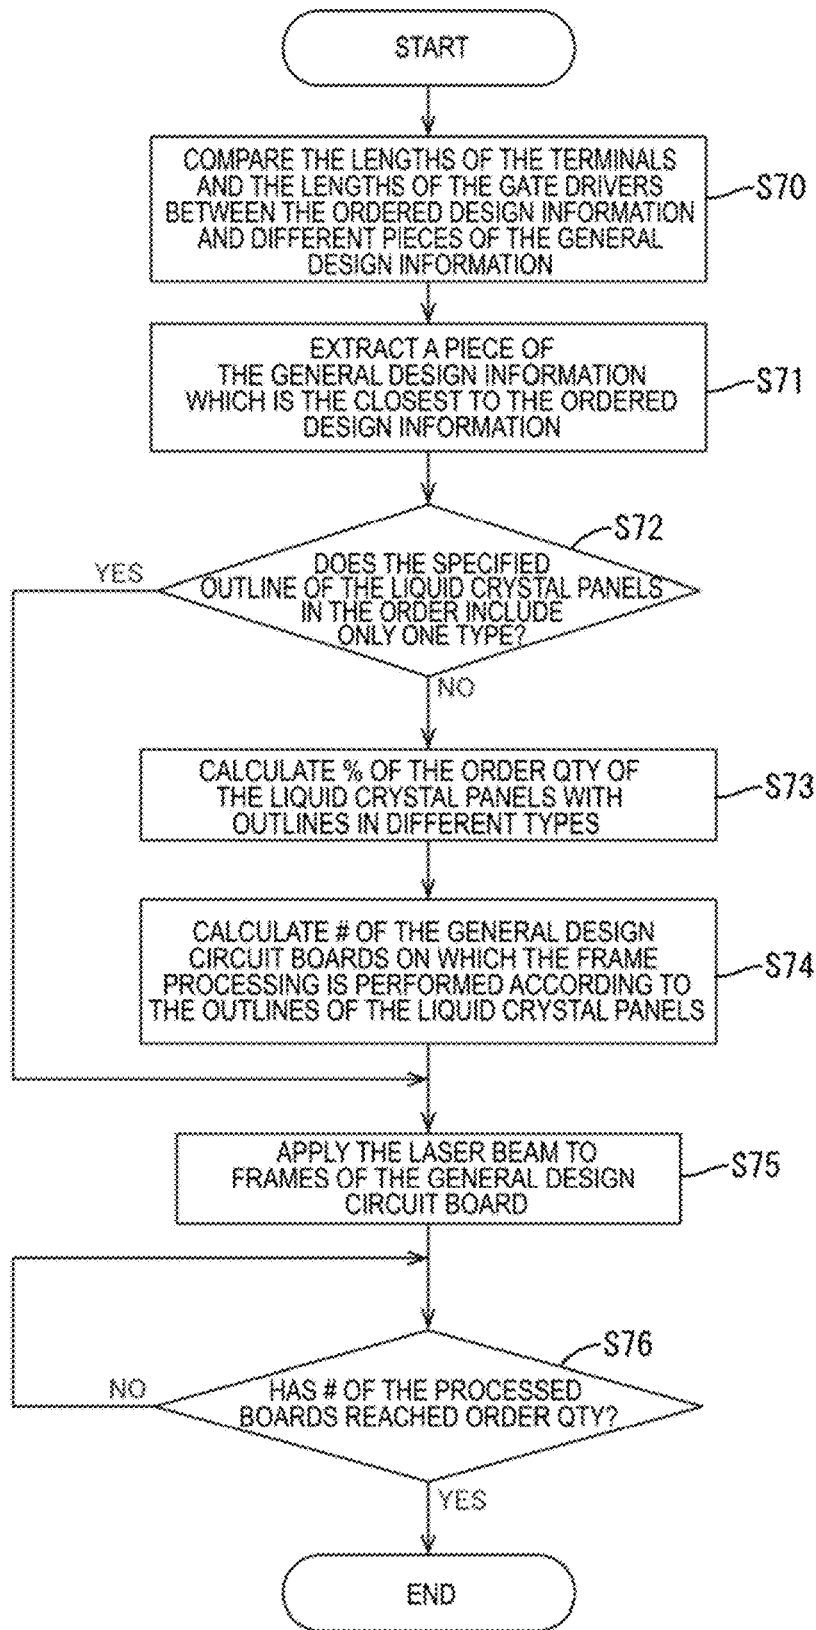 START
COMPARE THE LENGTHS OF THE TERMINALS
AND THE LENGTHS OF THE GATE DRIVERS
BETWEEN THE ORDERED DESIGN INFORMATION
AND DIFFERENT PIECES OF THE GENERAL
DESIGN INFORMATION
S70
EXTRACT A PIECE OF
THE GENERAL DESIGN INFORMATION
WHICH IS THE CLOSEST TO THE ORDERED
DESIGN INFORMATION
S71
S72
YES
DOES THE SPECIFIED
OUTLINE OF THE LIQUID CRYSTAL PANELS
IN THE ORDER INCLUDE
ONLY ONE TYPE?
NO
CALCULATE % OF THE ORDER QTY OF
THE LIQUID CRYSTAL PANELS WITH
OUTLINES IN DIFFERENT TYPES
S73
CALCULATE # OF THE GENERAL DESIGN
CIRCUIT BOARDS ON WHICH THE FRAME
PROCESSING IS PERFORMED ACCORDING TO
THE OUTLINES OF THE LIQUID CRYSTAL PANELS
S74
APPLY THE LASER BEAM TO
FRAMES OF THE GENERAL DESIGN
CIRCUIT BOARD
S75
S76
NO
HAS # OF THE PROCESSED
BOARDS REACHED ORDER QTY?
YES
END